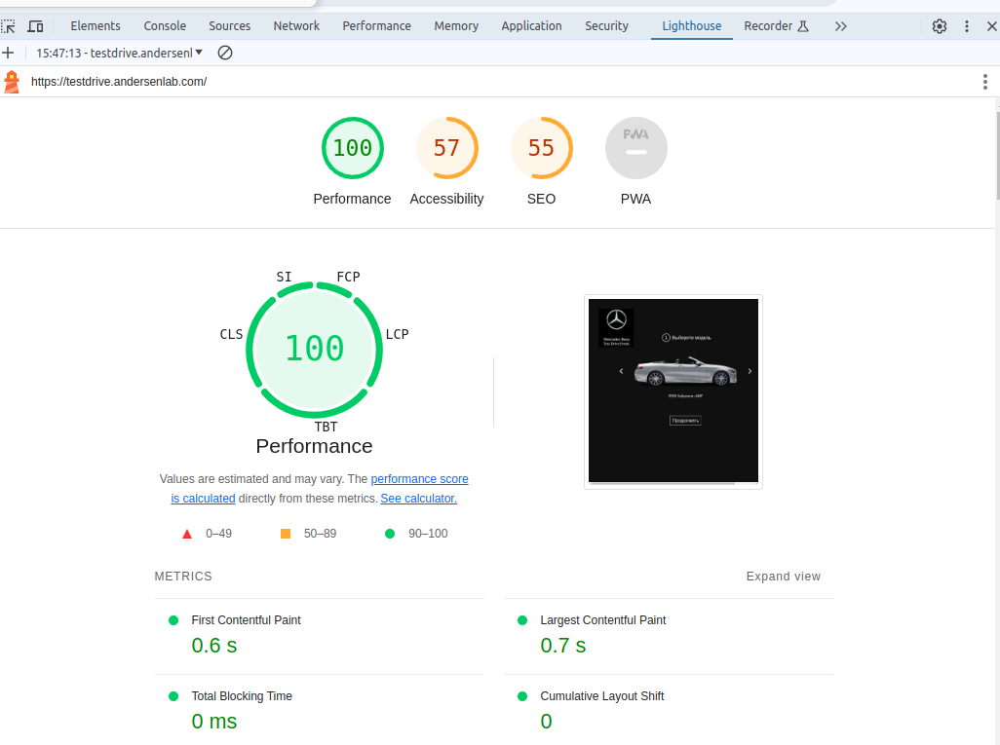 Elements Console Sources Network Performance Memory Application Security Lighthouse Recorder
15:47:13 - testdrive.andersenl
https://testdrive.andersenlab.com/
100 57 55 PWA
Performance Accessibility SEO PWA
SI FCP
CLS LCP
100
TBT
Performance
Values are estimated and may vary. The performance score
is calculated directly from these metrics. See calculator.
0–49 50–89 90–100
Mercedes-Benz
Выберите модель
Продолжить
METRICS Expand view
First Contentful Paint Largest Contentful Paint
0.6 s 0.7 s
Total Blocking Time Cumulative Layout Shift
0 ms 0